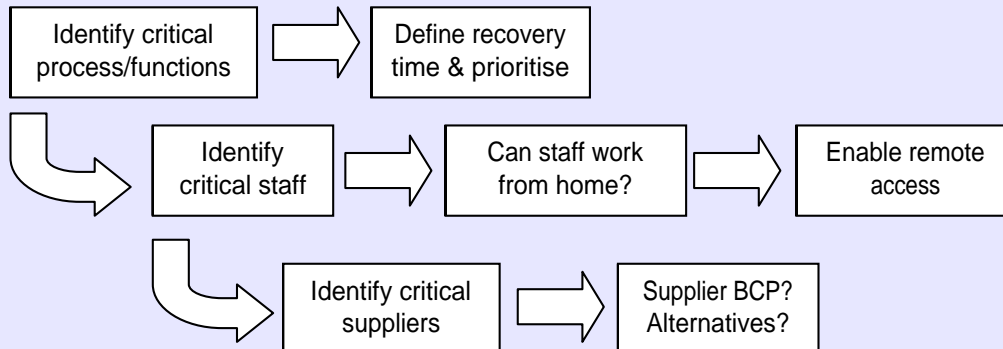 Identify critical
process/functions
Define recovery
time & prioritise
Identify
critical staff
Can staff work
from home?
Enable remote
access
Identify critical
suppliers
Supplier BCP?
Alternatives?